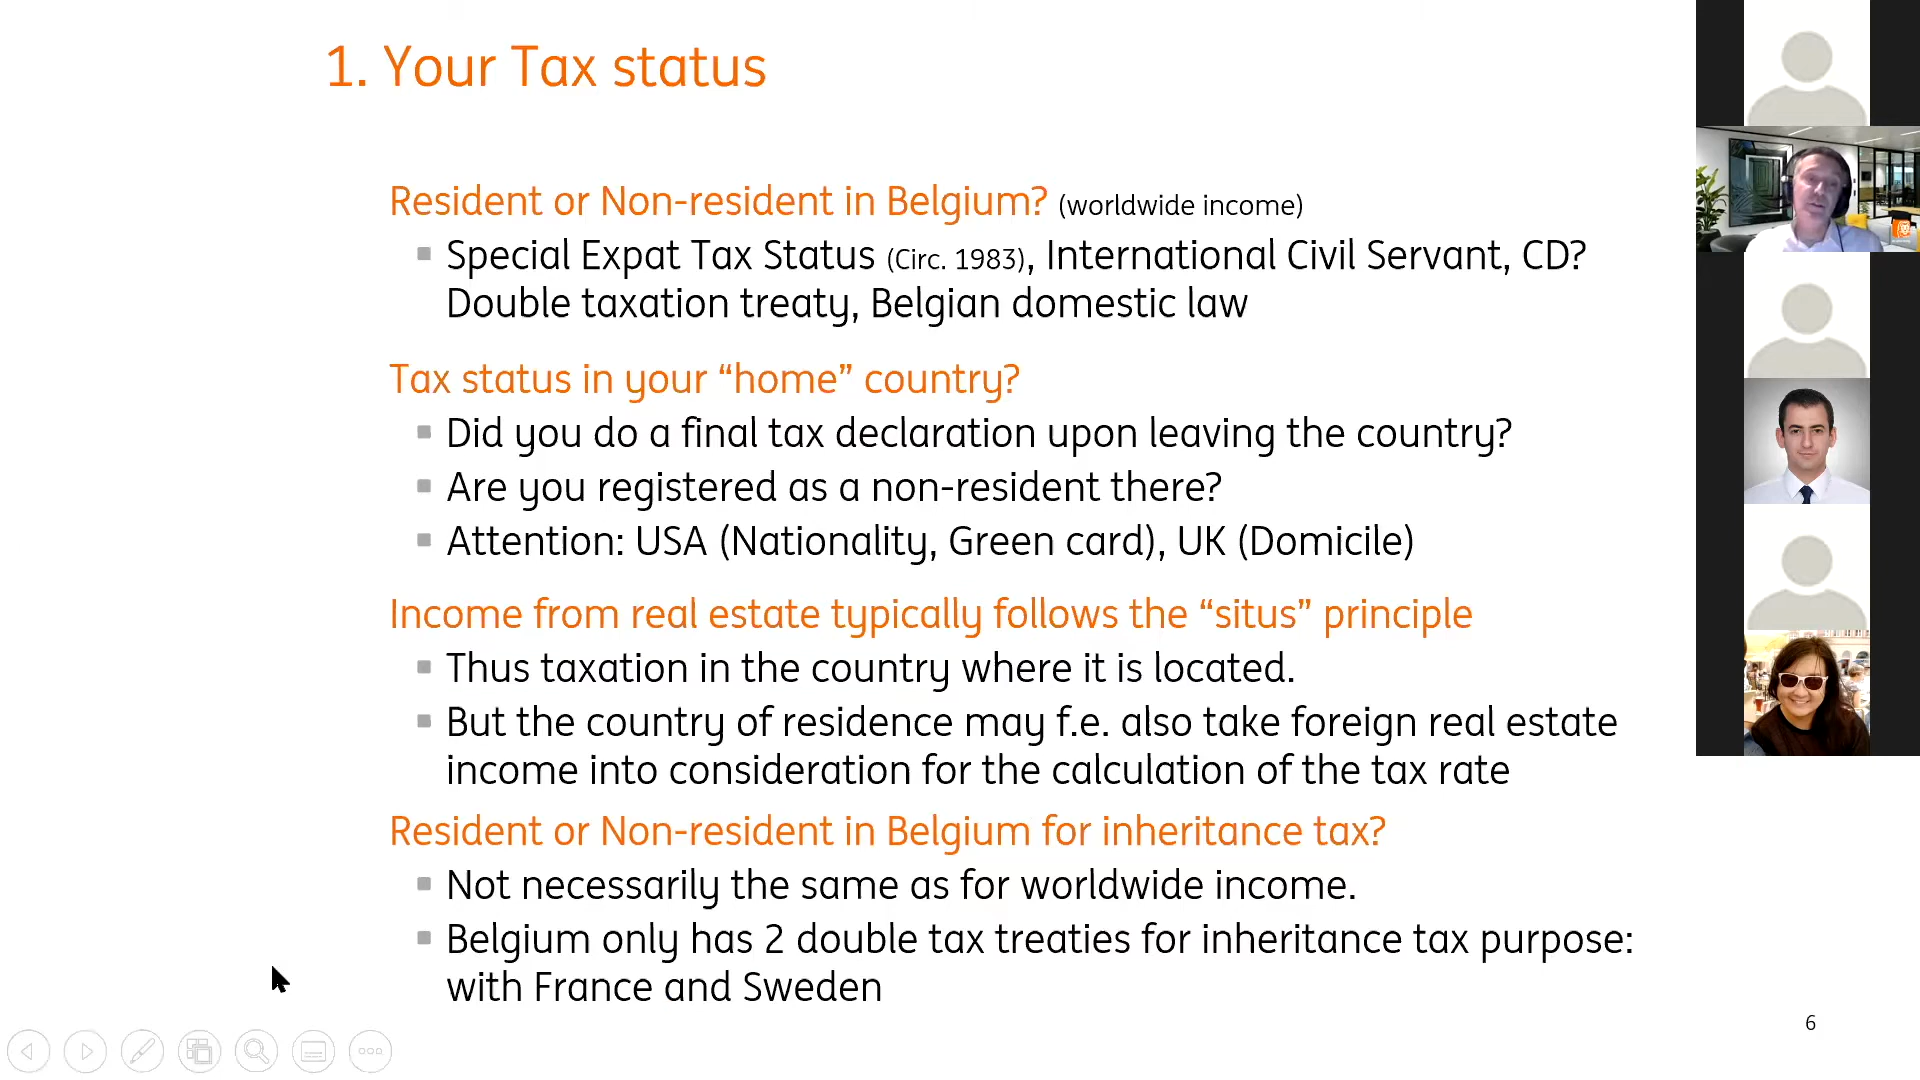 1. Your Tax status
Resident or Non-resident in Belgium? (worldwide income)
Special Expat Tax Status (Circ. 1983), International Civil Servant, CD?
Double taxation treaty, Belgian domestic law
Tax status in your “home” country?
Did you do a final tax declaration upon leaving the country?
Are you registered as a non-resident there?
Attention: USA (Nationality, Green card), UK (Domicile)
Income from real estate typically follows the “situs” principle
Thus taxation in the country where it is located.
But the country of residence may f.e. also take foreign real estate
income into consideration for the calculation of the tax rate
Resident or Non-resident in Belgium for inheritance tax?
Not necessarily the same as for worldwide income.
Belgium only has 2 double tax treaties for inheritance tax purpose:
with France and Sweden
6